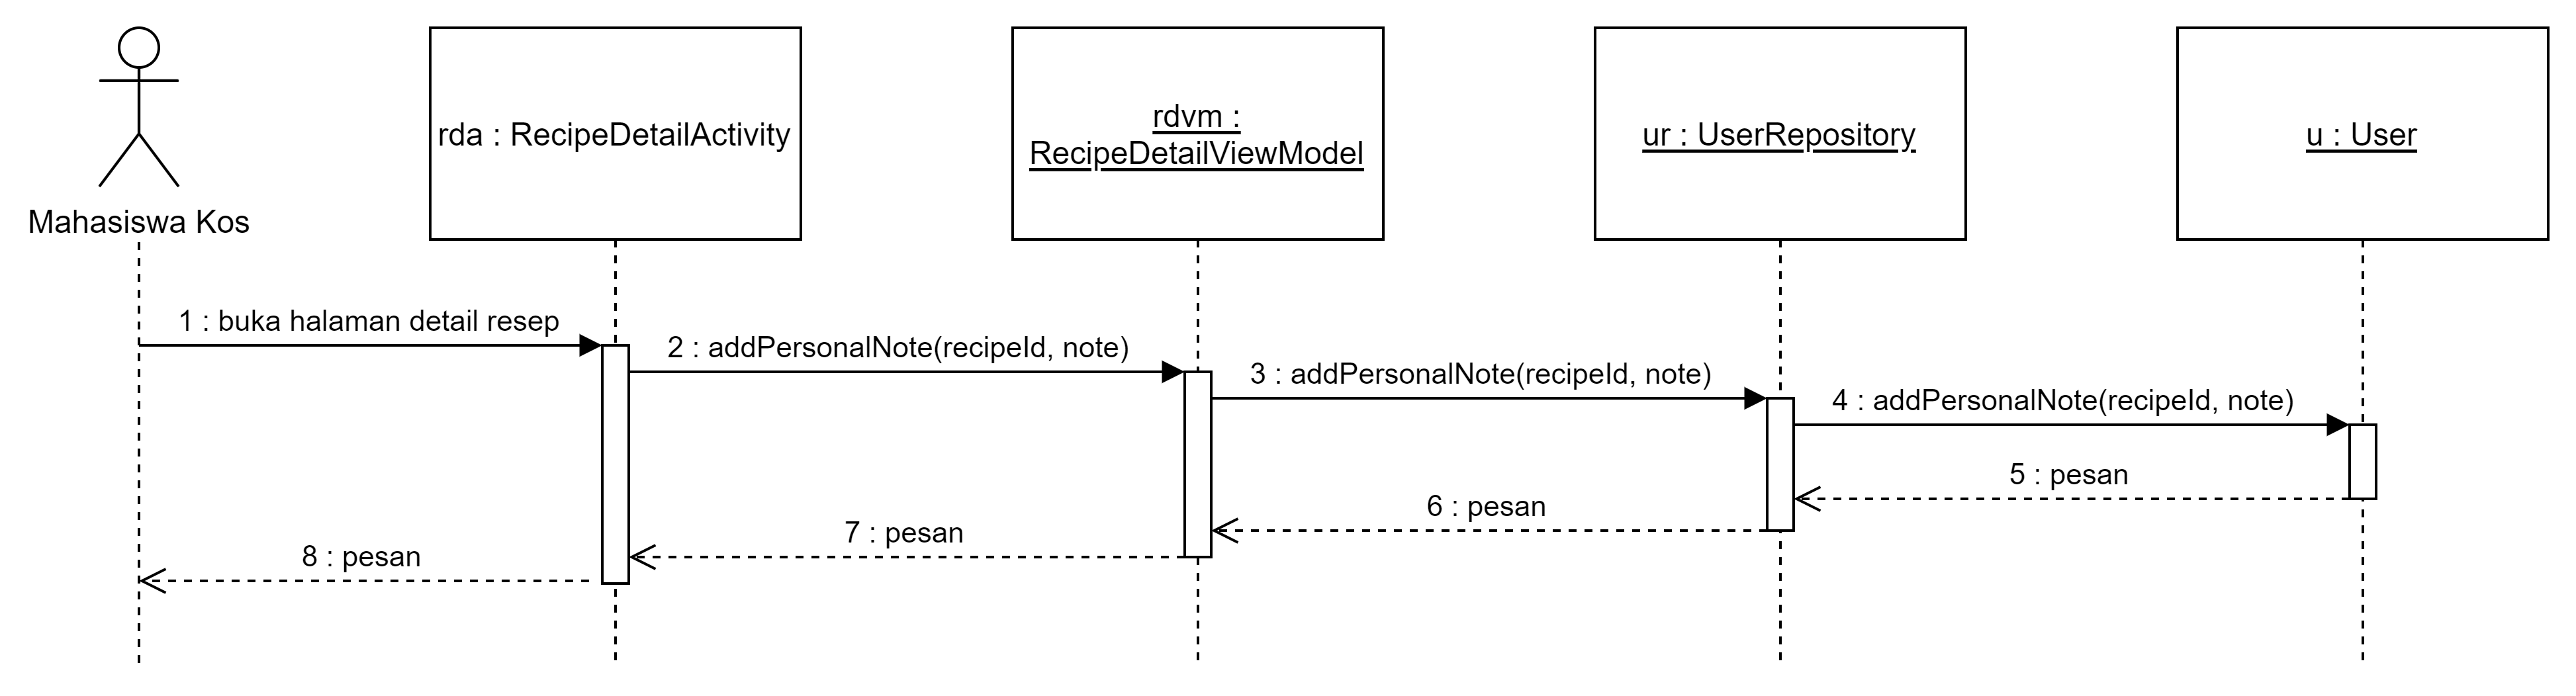 Mahasiswa Kos
rda : RecipeDetailActivity
rdvm :
RecipeDetailViewModel
ur : UserRepository
u : User
1 : buka halaman detail resep
2 : addPersonalNote(recipeId, note)
3 : addPersonalNote(recipeId, note)
4 : addPersonalNote(recipeId, note)
5 : pesan
6 : pesan
7 : pesan
8 : pesan